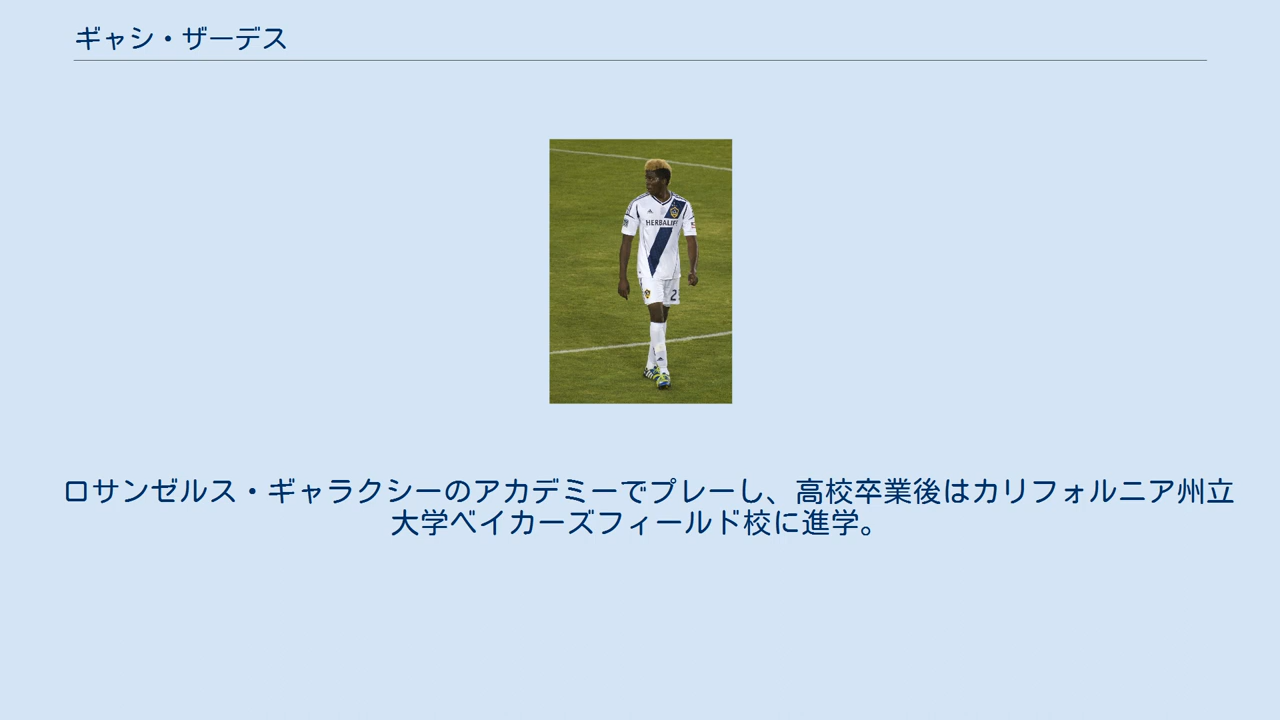 ギャシ・ザーデス
HERBALIFE
2
ロサンゼルス・ギャラクシーのアカデミーでプレーし、高校卒業後はカリフォルニア州立
大学ベイカーズフィールド校に進学。